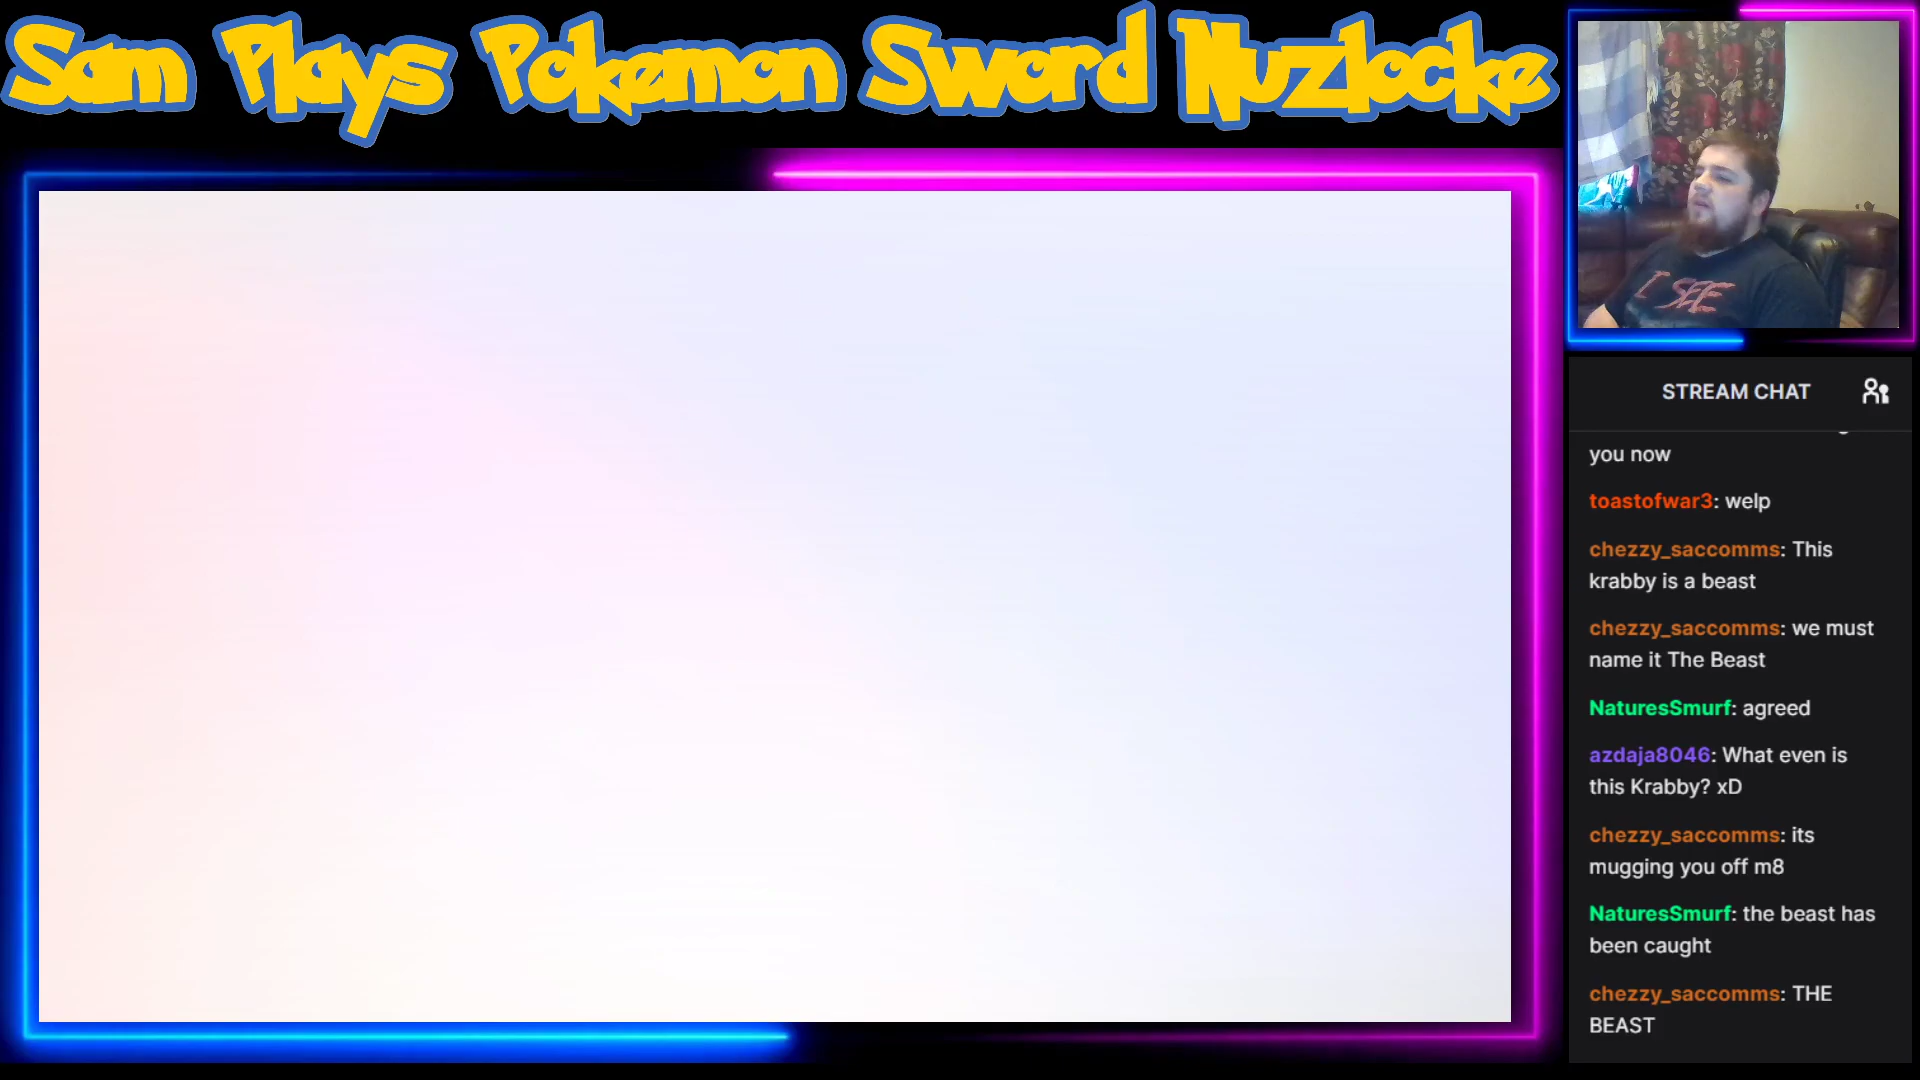 Sam Plays Pokemon Sword Nuzlocke
I SEE
STREAM CHAT
you now
toastofwar3: welp
chezzy_saccomms: This
krabby is a beast
chezzy_saccomms: we must
name it The Beast
NaturesSmurf: agreed
azdaja8046: What even is
this Krabby? xD
chezzy_saccomms: its
mugging you off m8
NaturesSmurf: the beast has
been caught
chezzy_saccomms: THE
BEAST